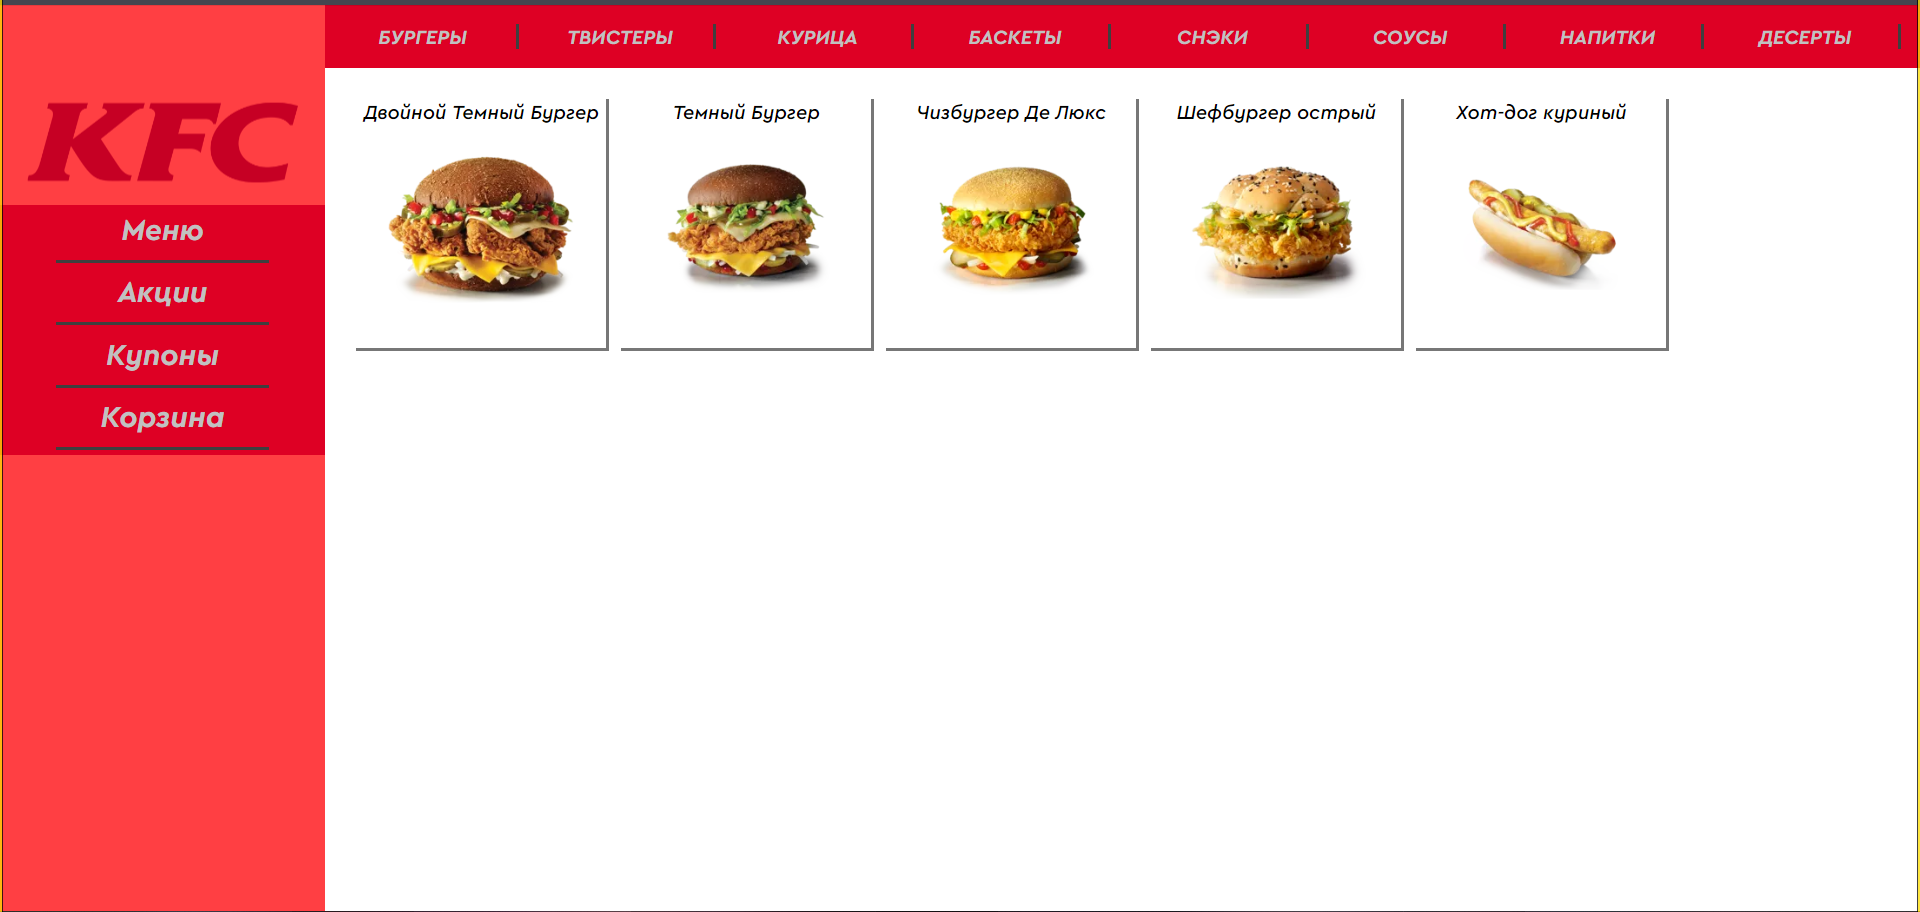 KFC
Меню
Акции
Купоны
Корзина
БУРГЕРЫ
ТВИСТЕРЫ
КУРИЦА
БАСКЕТЫ
СНЭКИ
СОУСЫ
НАПИТКИ
ДЕСЕРТЫ
Двойной Темный Бургер
Темный Бургер
Чизбургер Де Люкс
Шефбургер острый
Хот-дог куриный